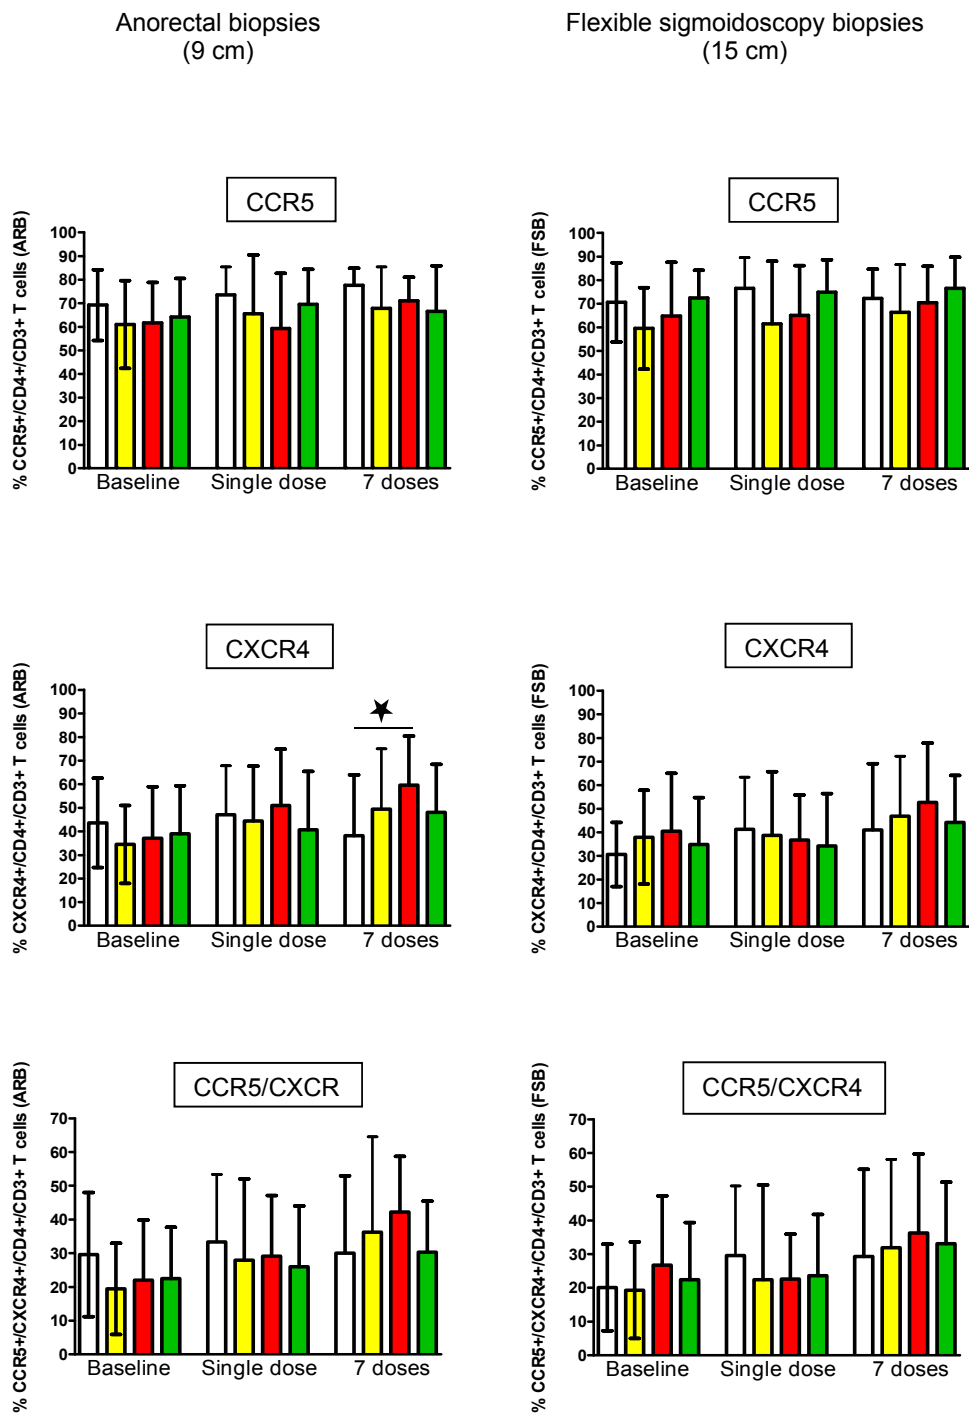 Anorectal biopsies
(9 cm)
Flexible sigmoidoscopy biopsies
(15 cm)
CCR5
% CCR5+/CD4+/CD3+ T cells (ARB)
100
90
80
70
60
50
40
30
20
10
0
Baseline Single dose 7 doses
CCR5
% CCR5+/CD4+/CD3+ T cells (FSB)
100
90
80
70
60
50
40
30
20
10
0
Baseline Single dose 7 doses
CXCR4
% CXCR4+/CD4+/CD3+ T cells (ARB)
100
90
80
70
60
50
40
30
20
10
0
Baseline Single dose 7 doses
CXCR4
% CXCR4+/CD4+/CD3+ T cells (FSB)
100
90
80
70
60
50
40
30
20
10
0
Baseline Single dose 7 doses
CCR5/CXCR
% CCR5+/CXCR4+/CD4+/CD3+ T cells (ARB)
70
60
50
40
30
20
10
0
Baseline Single dose 7 doses
CCR5/CXCR4
% CCR5+/CXCR4+/CD4+/CD3+ T cells (FSB)
70
60
50
40
30
20
10
0
Baseline Single dose 7 doses